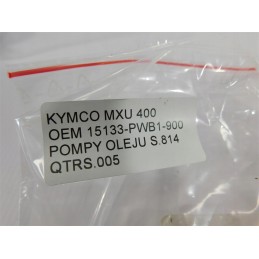 KYMCO MXU 400
OEM 15133-PWB1-900
POMPY OLEJU S.814
QTRS.005